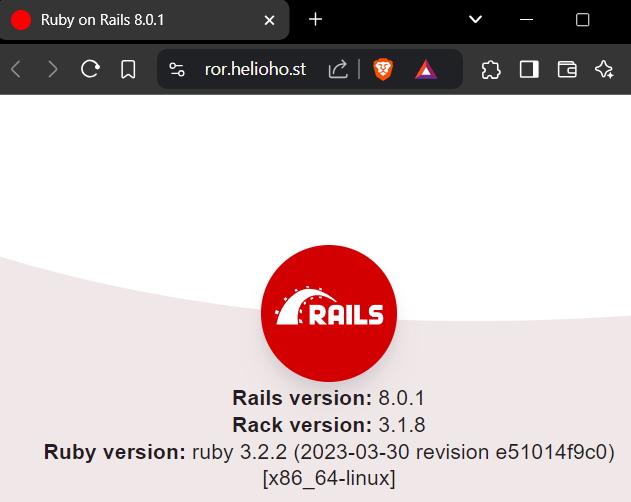 Ruby on Rails 8.0.1
ror.helioho.st
RAILS
Rails version: 8.0.1
Rack version: 3.1.8
Ruby version: ruby 3.2.2 (2023-03-30 revision e51014f9c0)
[x86_64-linux]